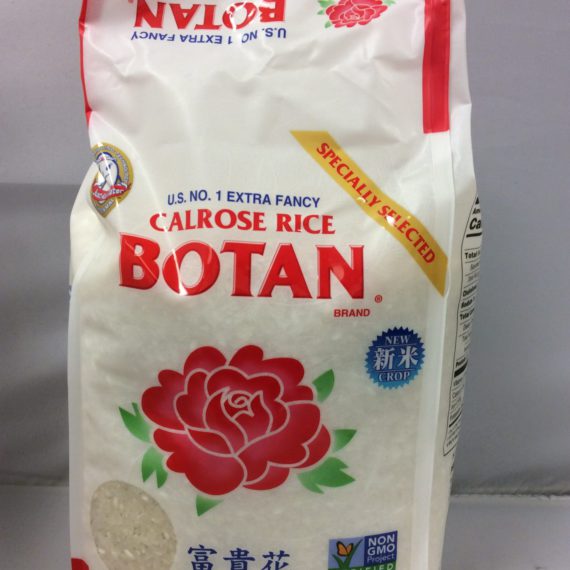 BOTAN
U.S. NO. 1 EXTRA FANCY
SPECIALLY SELECTED
U.S. NO. 1 EXTRA FANCY
CALROSE RICE
BOTAN®
BRAND
NEW
新米
CROP
富貴花
NON
GMO
Project